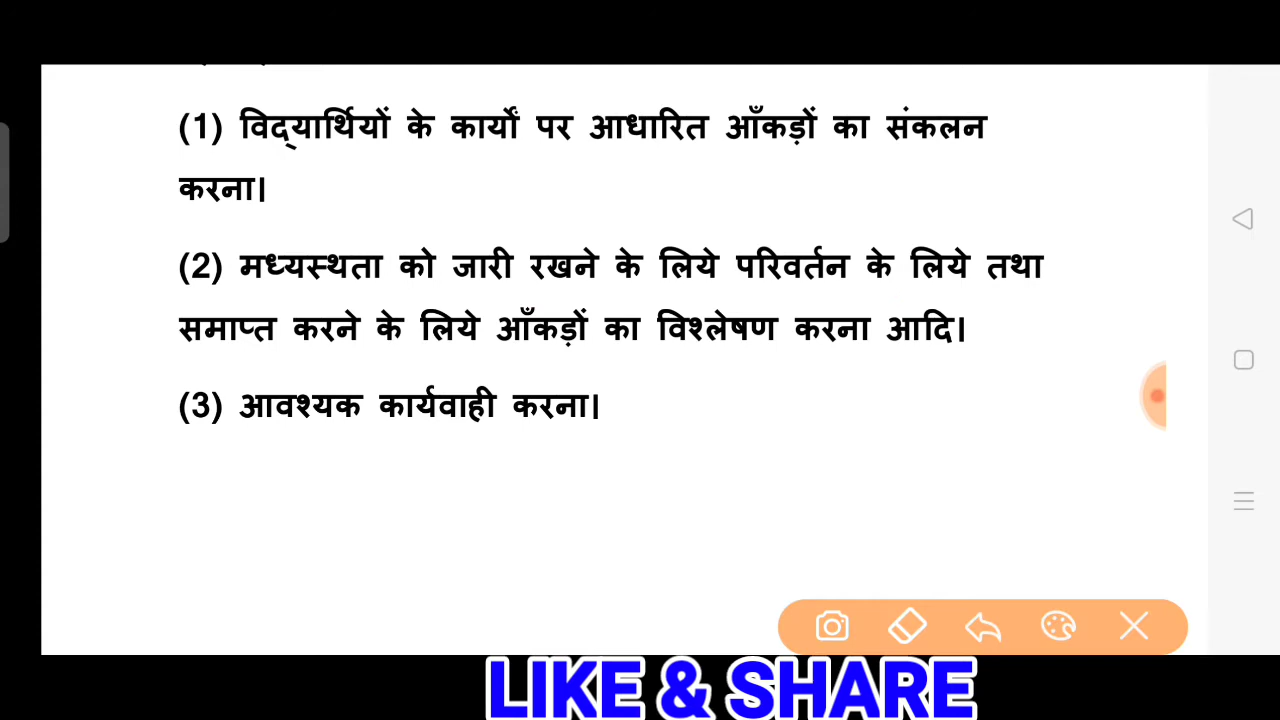 (1) विद्यार्थियों के कार्यों पर आधारित आँकड़ों का संकलन
करना।
(2) मध्यस्थता को जारी रखने के लिये परिवर्तन के लिये तथा
समाप्त करने के लिये आँकड़ों का विश्लेषण करना आदि।
(3) आवश्यक कार्यवाही करना।
LIKE & SHARE